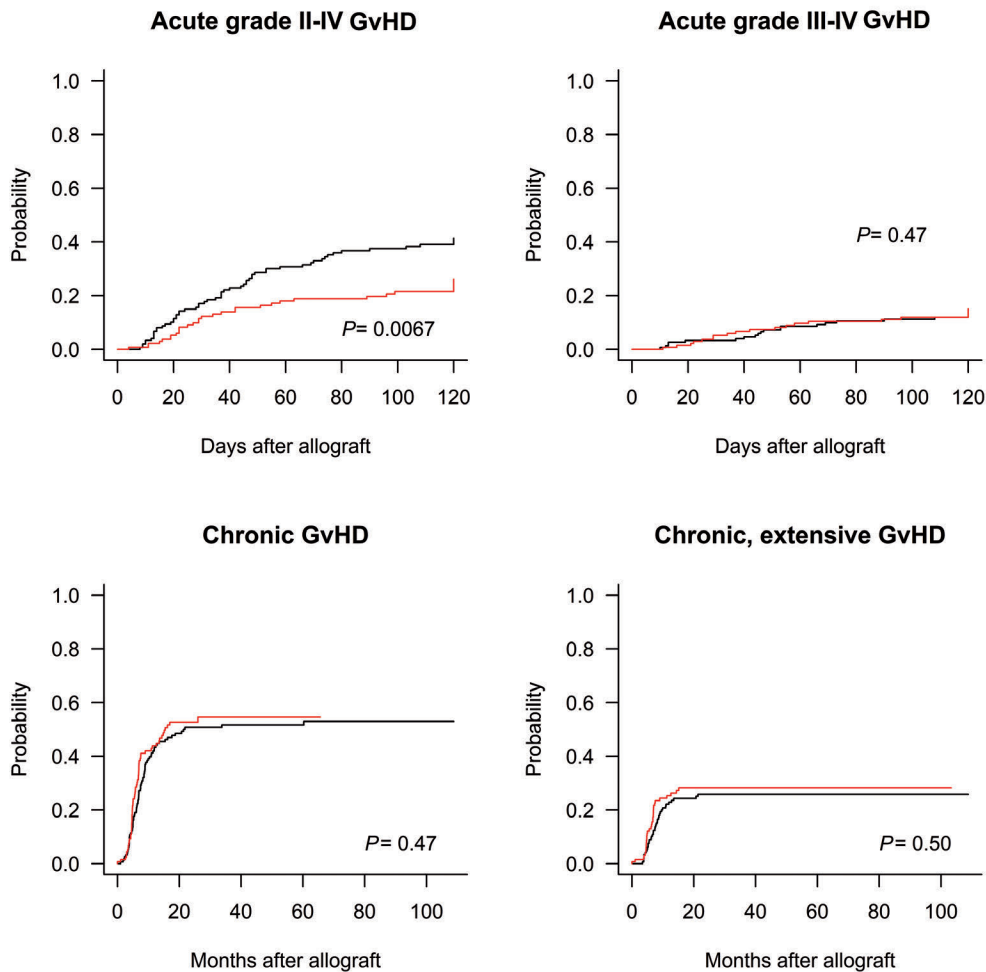 Acute grade II-IV GvHD
1.0
0.8
0.6
0.4
0.2
0.0
Probability
P= 0.0067
0 20 40 60 80 100 120
Days after allograft
Acute grade III-IV GvHD
1.0
0.8
0.6
0.4
0.2
0.0
Probability
P= 0.47
0 20 40 60 80 100 120
Days after allograft
Chronic GvHD
1.0
0.8
0.6
0.4
0.2
0.0
Probability
P= 0.47
0 20 40 60 80 100
Months after allograft
Chronic, extensive GvHD
1.0
0.8
0.6
0.4
0.2
0.0
Probability
P= 0.50
0 20 40 60 80 100
Months after allograft